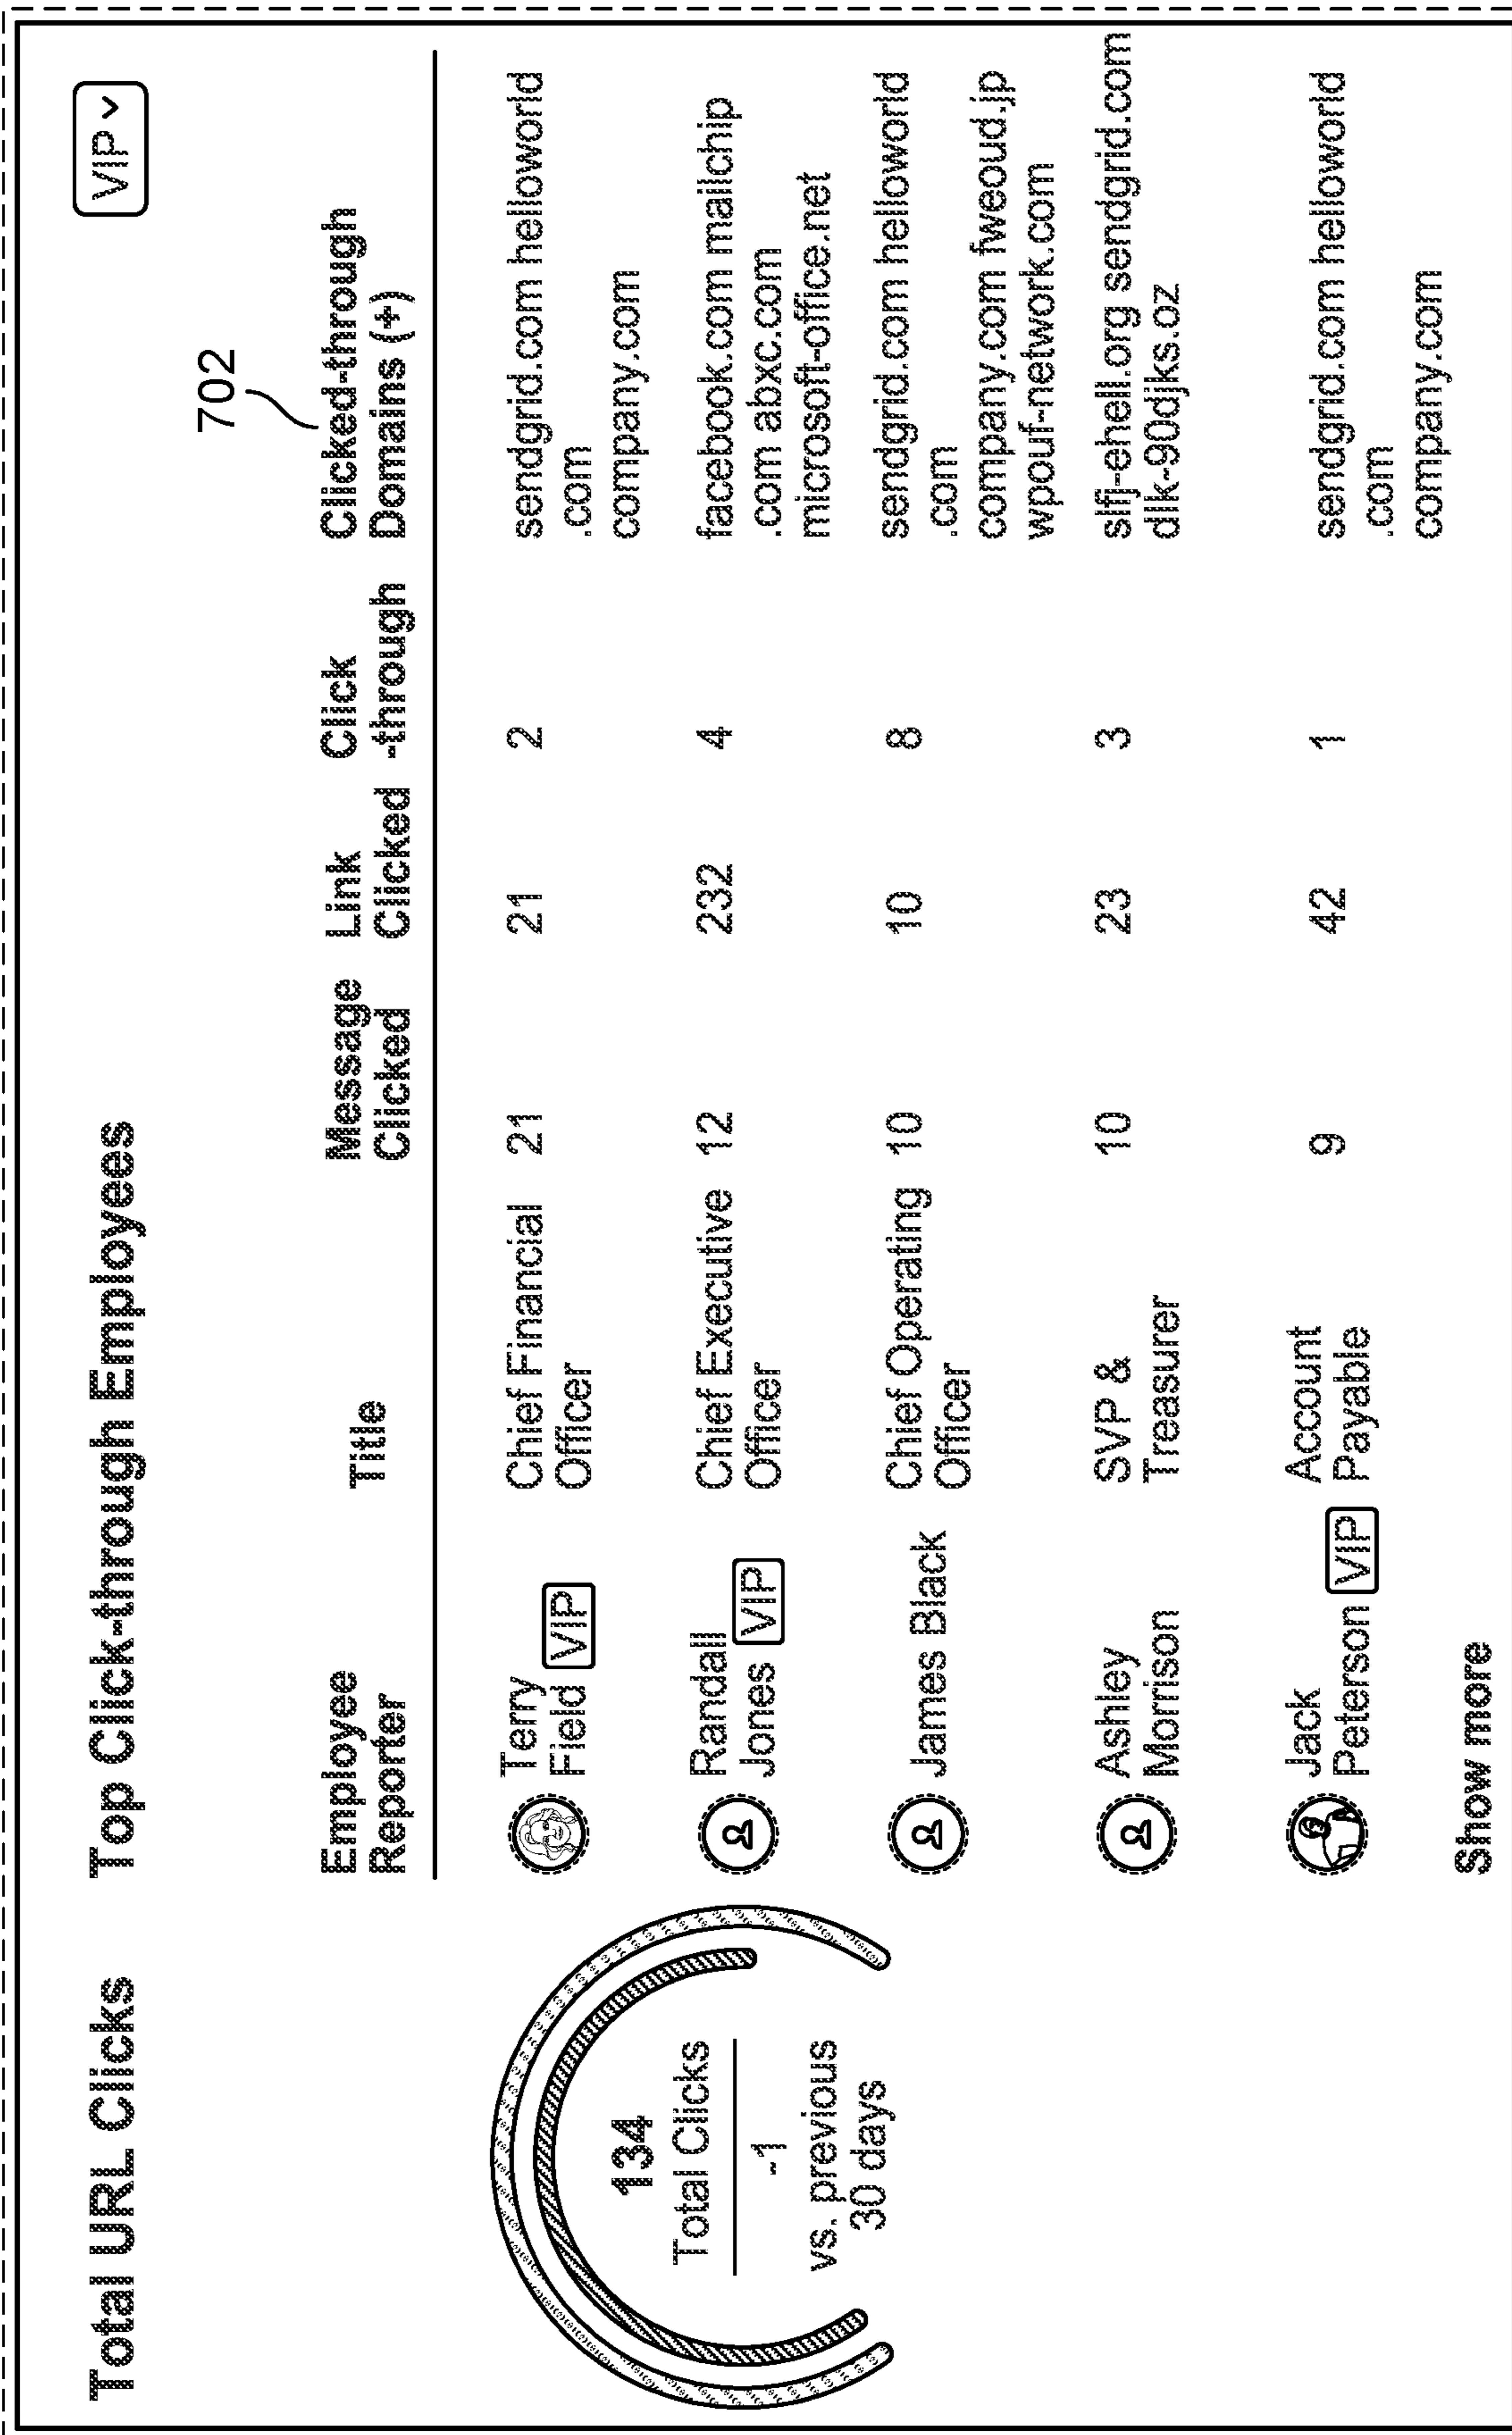 Total URL Clicks
134
Total Clicks
-1
vs. previous
30 days
Top Click-through Employees
VIP
702
Employee Reporter Title Message Clicked Link Clicked Click -through Clicked-through Domains (+)
Terry Field VIP Chief Financial Officer 21 21 2 sendgrid.com helloworld
.com
company.com
Randall Jones VIP Chief Executive Officer 12 232 4 facebook.com mailchip
.com abxc.com
microsoft-office.net
James Black Chief Operating Officer 10 10 8 sendgrid.com helloworld
.com
company.com fweoud.jp
wpouf-network.com
Ashley Morrison SVP & Treasurer 10 23 3 slfj-ehell.org sendgrid.com
dlk-90djks.oz
Jack Peterson VIP Account Payable 9 42 1 sendgrid.com helloworld
.com
company.com
Show more